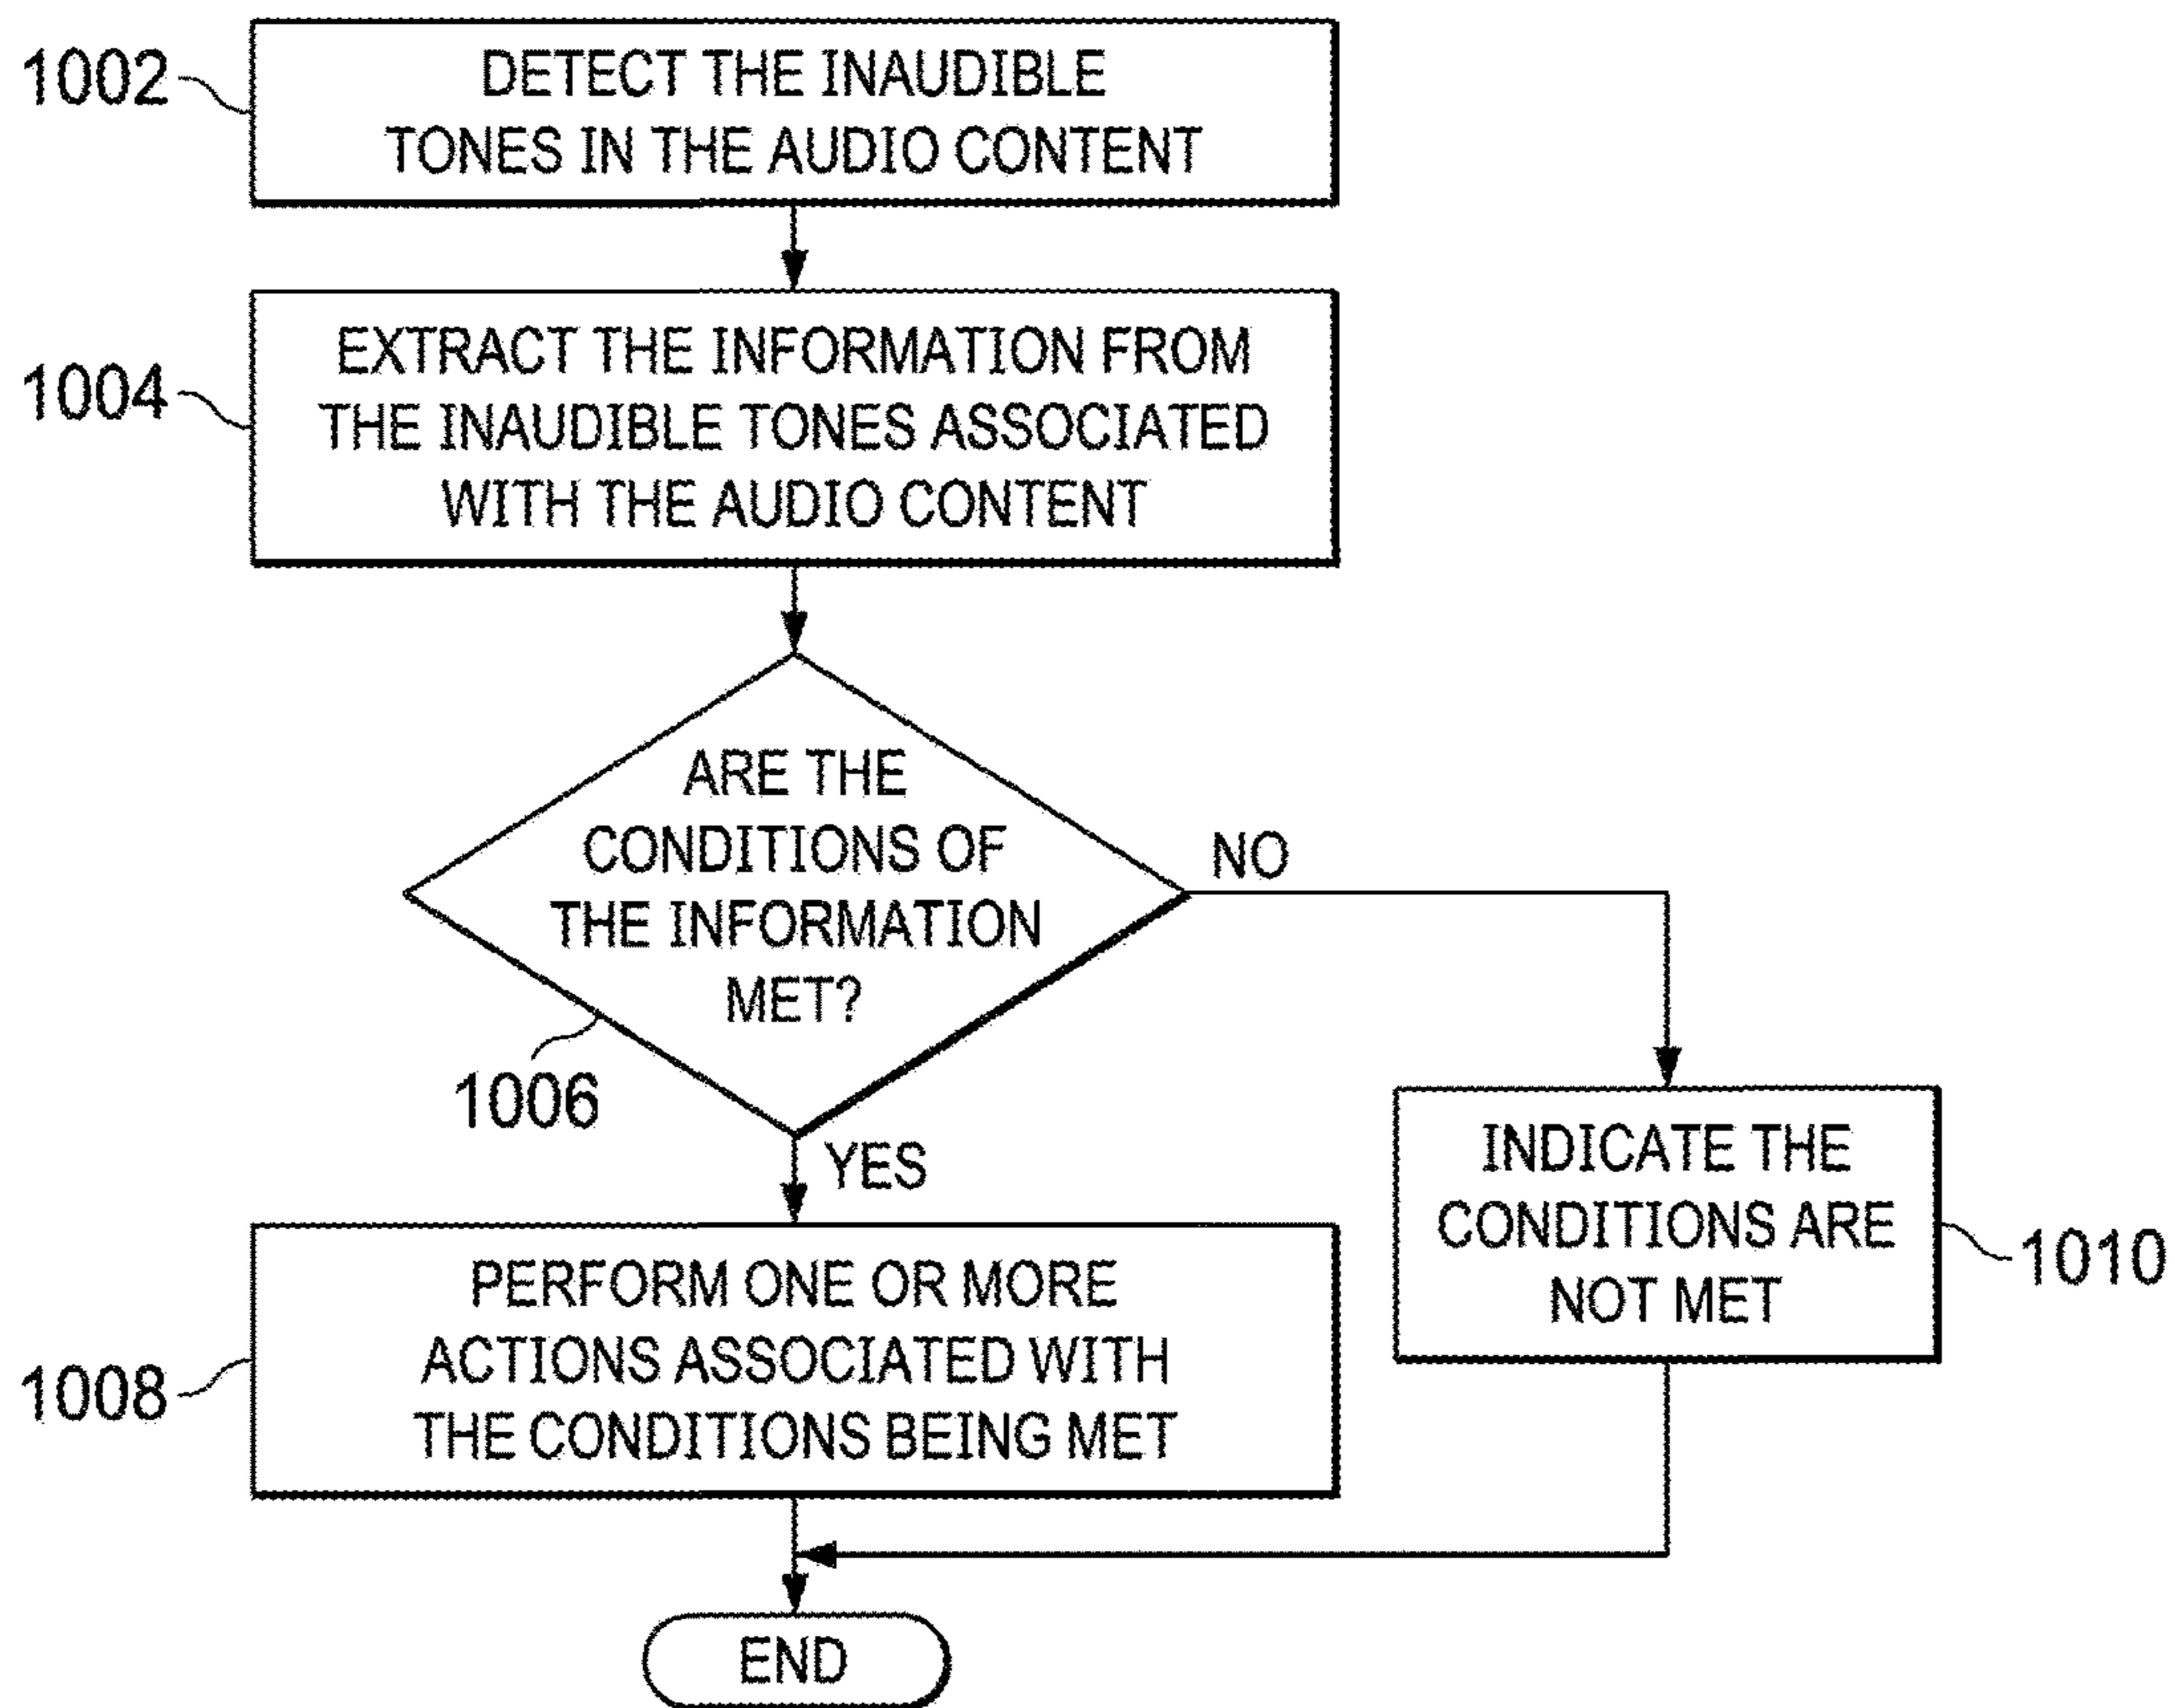 1002
DETECT THE INAUDIBLE
TONES IN THE AUDIO CONTENT
1004
EXTRACT THE INFORMATION FROM
THE INAUDIBLE TONES ASSOCIATED
WITH THE AUDIO CONTENT
ARE THE
CONDITIONS OF
THE INFORMATION
MET?
1006
NO
YES
INDICATE THE
CONDITIONS ARE
NOT MET
1010
1008
PERFORM ONE OR MORE
ACTIONS ASSOCIATED WITH
THE CONDITIONS BEING MET
END